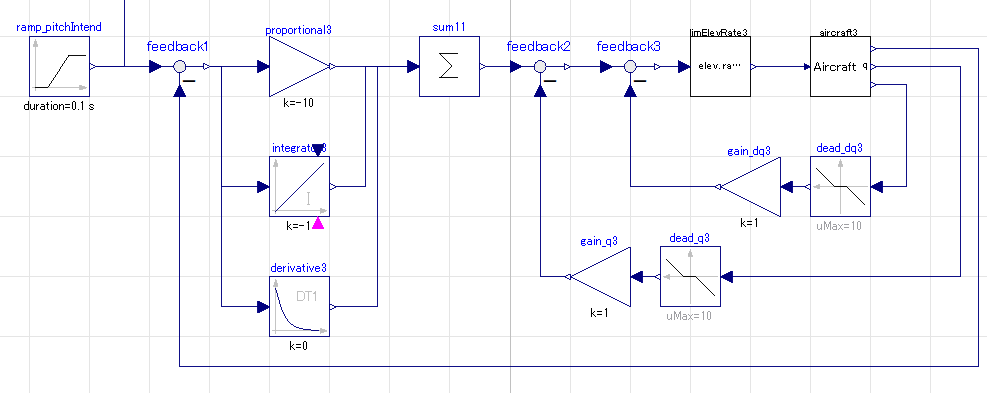 ramp_pitchIntend
duration=0.1 s
feedback1
proportional3
k=-10
I
k=-1
derivative3
DT1
k=0
sum11
Σ
feedback2
feedback3
limElevRate3
elev.ra...
aircraft3
Aircraft q
gain_dq3
k=1
dead_dq3
uMax=10
gain_q3
k=1
dead_q3
uMax=10